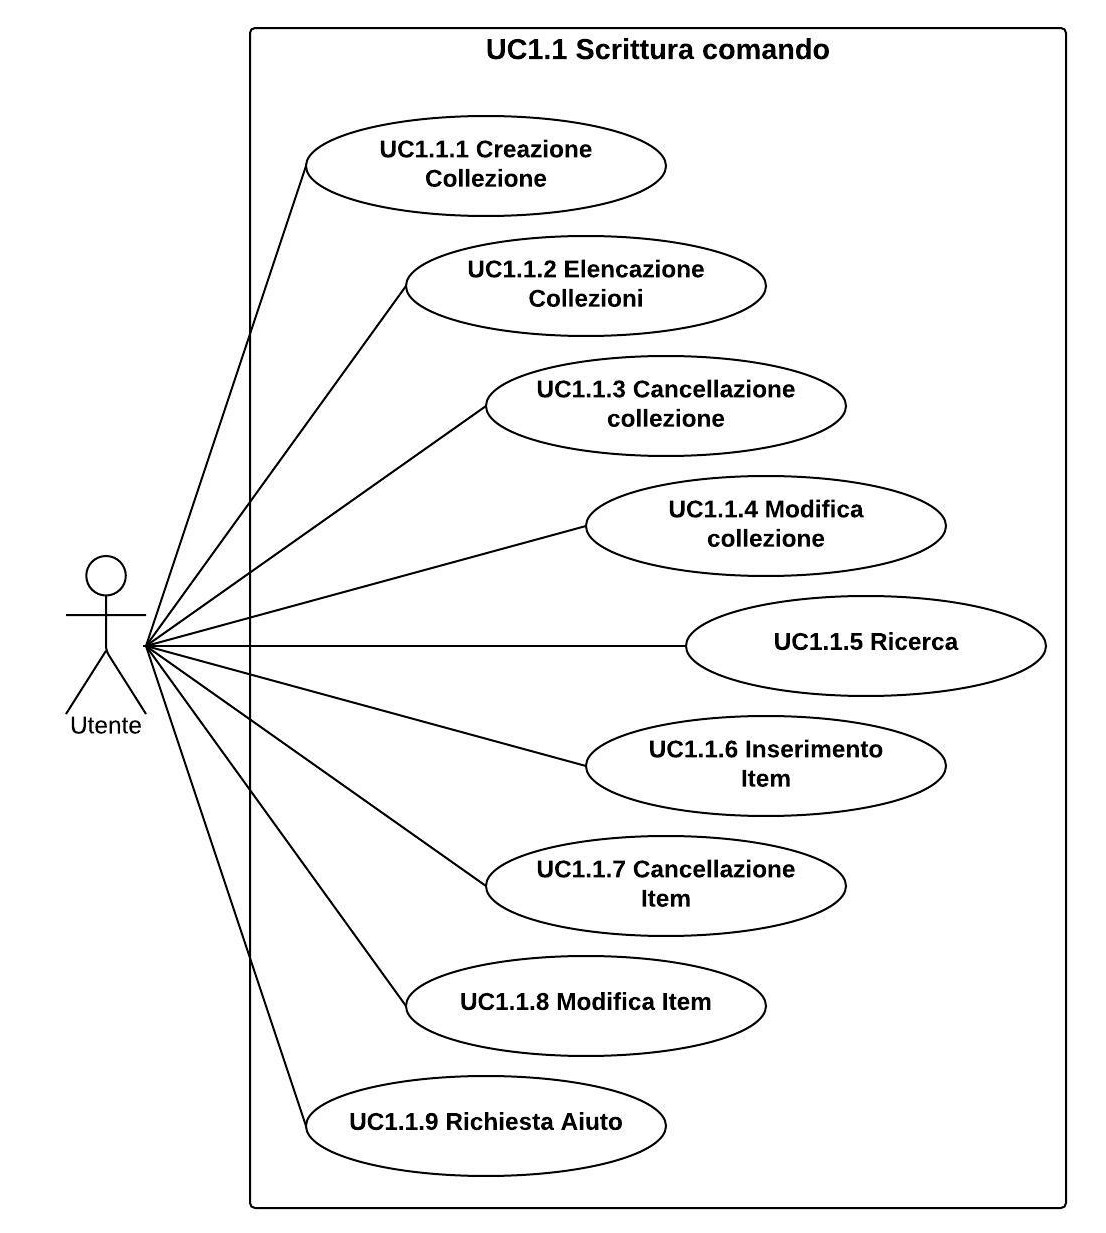 UC1.1 Scrittura comando
UC1.1.1 Creazione
Collezione
UC1.1.2 Elencazione
Collezioni
UC1.1.3 Cancellazione
collezione
UC1.1.4 Modifica
collezione
UC1.1.5 Ricerca
Utente
UC1.1.6 Inserimento
Item
UC1.1.7 Cancellazione
Item
UC1.1.8 Modifica Item
UC1.1.9 Richiesta Aiuto